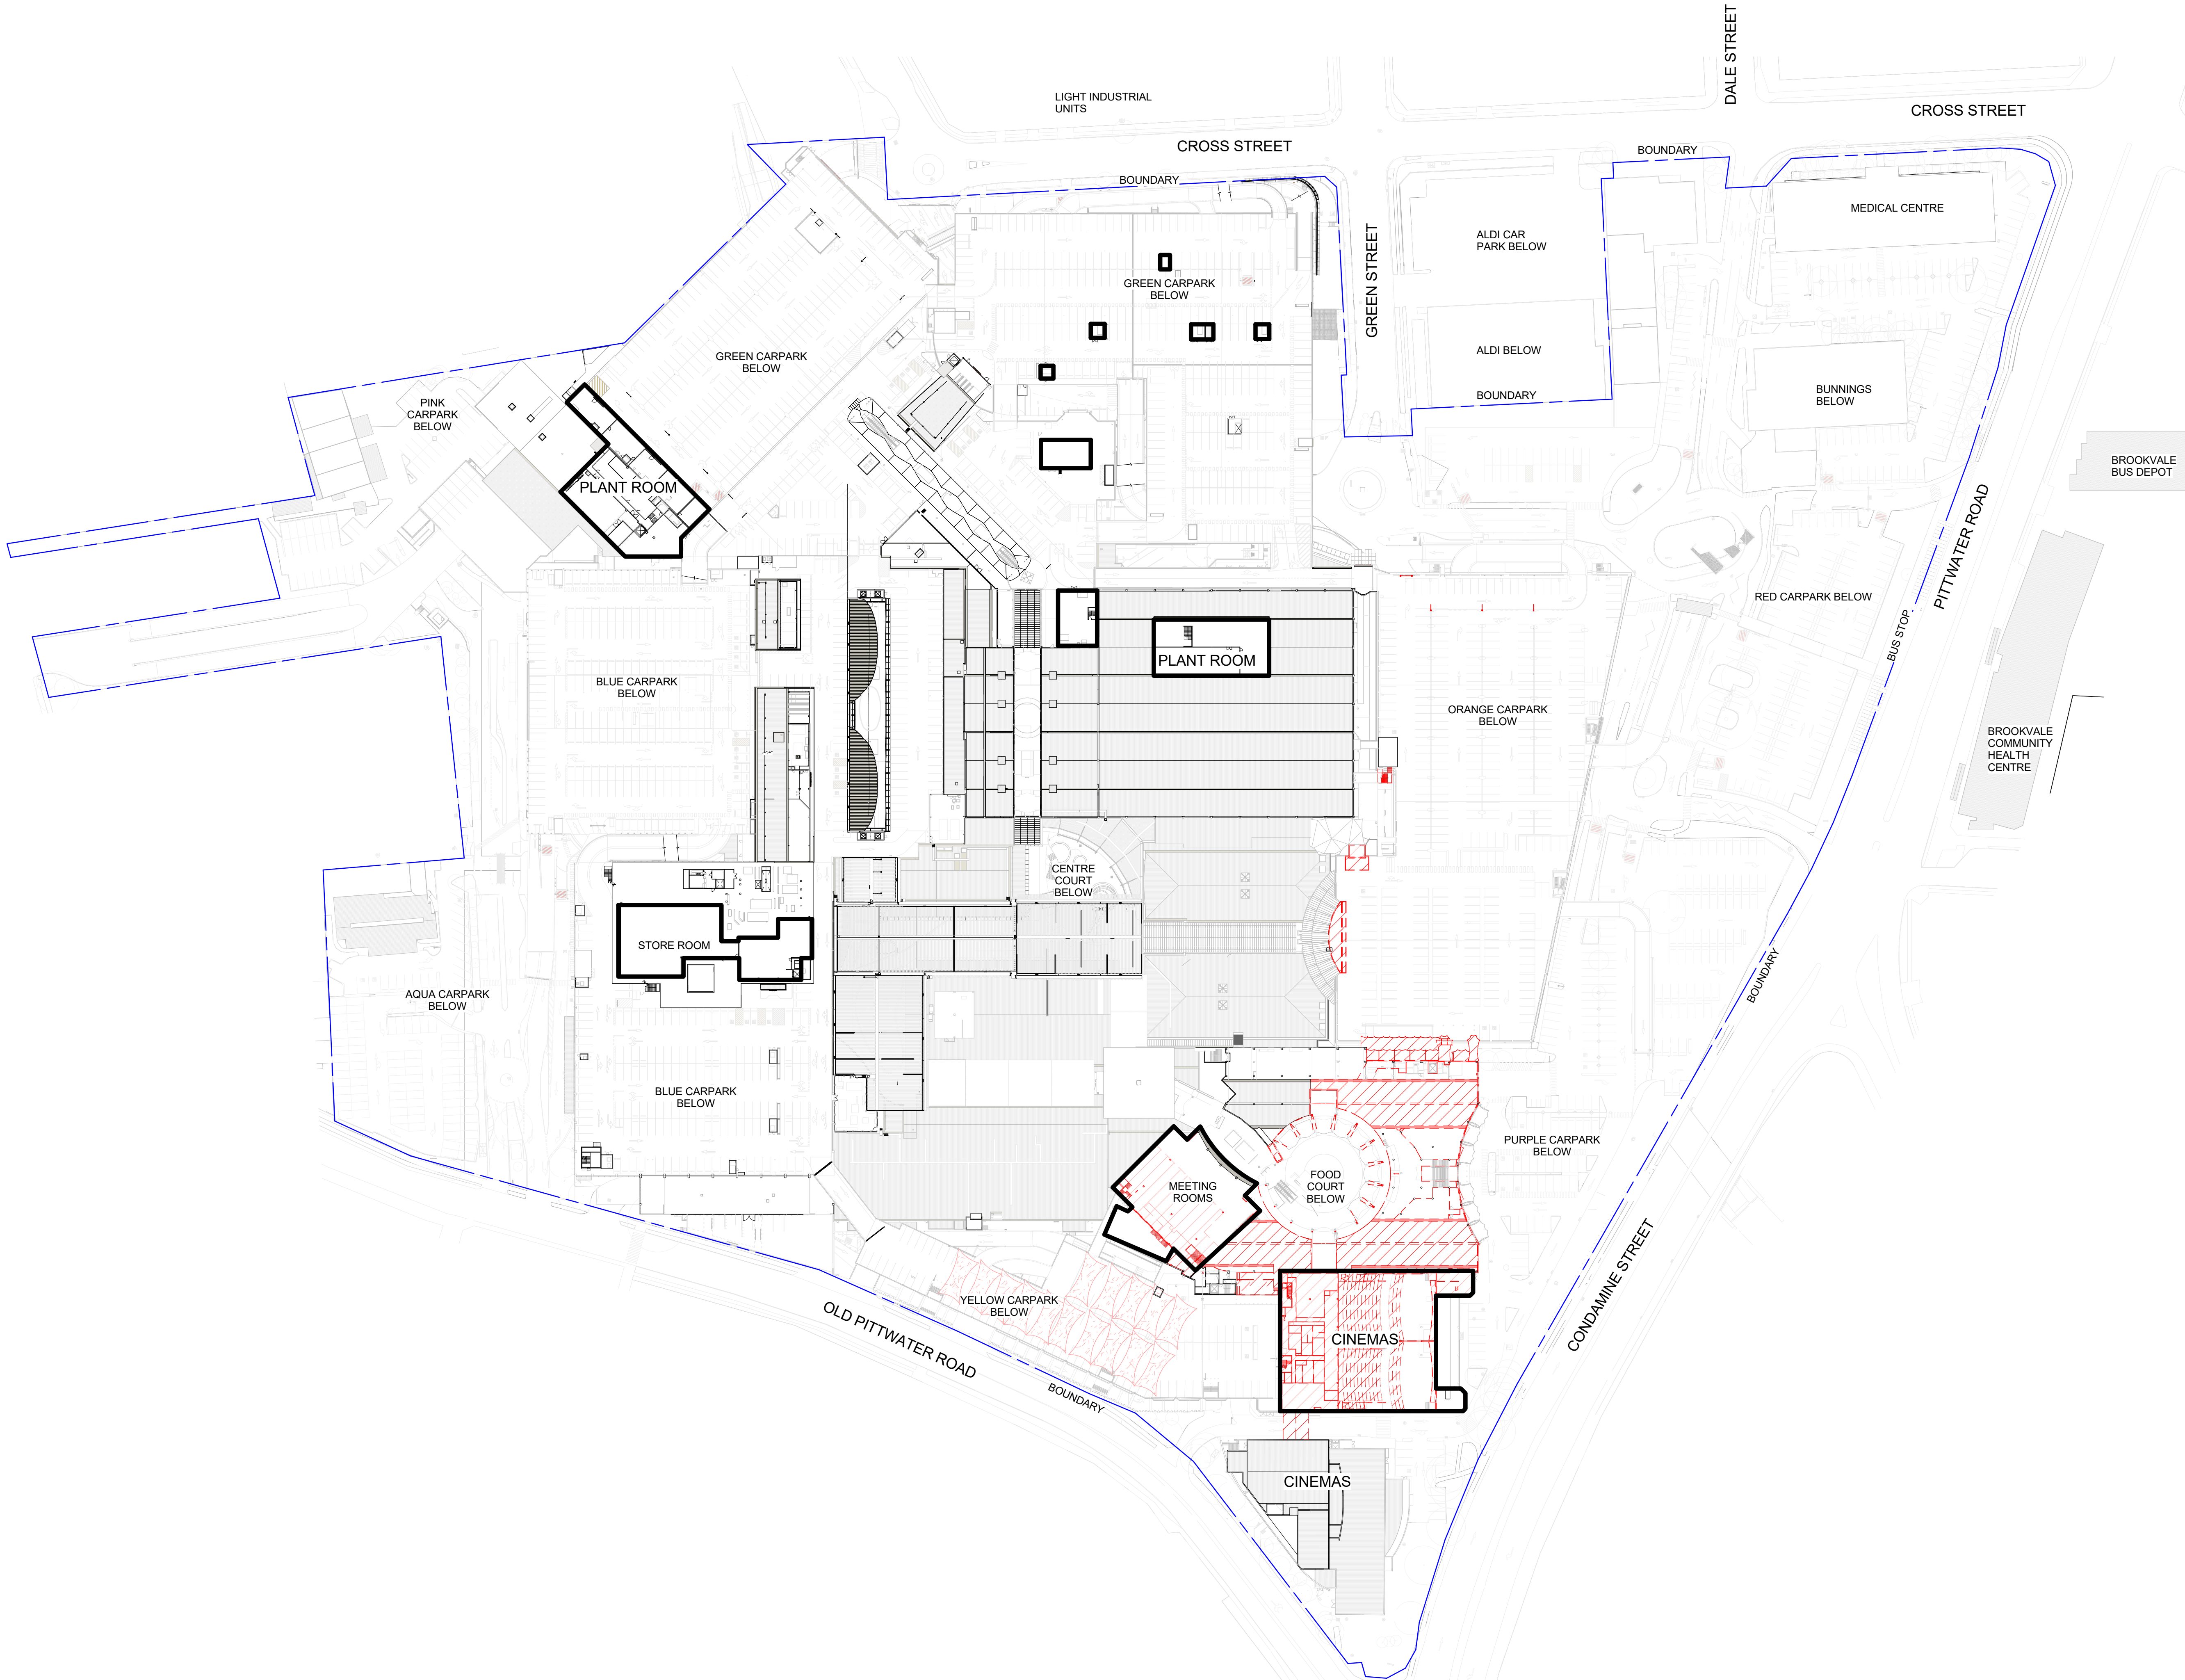 DALE STREET
LIGHT INDUSTRIAL
UNITS
CROSS STREET
CROSS STREET
BOUNDARY
BOUNDARY
MEDICAL CENTRE
ALDI CAR
PARK BELOW
GREEN STREET
GREEN CARPARK
BELOW
GREEN CARPARK
BELOW
ALDI BELOW
BOUNDARY
BUNNINGS
BELOW
PINK
CARPARK
BELOW
BROOKVALE
BUS DEPOT
PLANT ROOM
PITTWATER ROAD
RED CARPARK BELOW
BUS STOP
PLANT ROOM
BLUE CARPARK
BELOW
ORANGE CARPARK
BELOW
BROOKVALE
COMMUNITY
HEALTH
CENTRE
CENTRE
COURT
BELOW
STORE ROOM
BOUNDARY
AQUA CARPARK
BELOW
BLUE CARPARK
BELOW
PURPLE CARPARK
BELOW
MEETING
ROOMS
FOOD
COURT
BELOW
YELLOW CARPARK
BELOW
CONDAMINE STREET
OLD PITTWATER ROAD
CINEMAS
BOUNDARY
CINEMAS